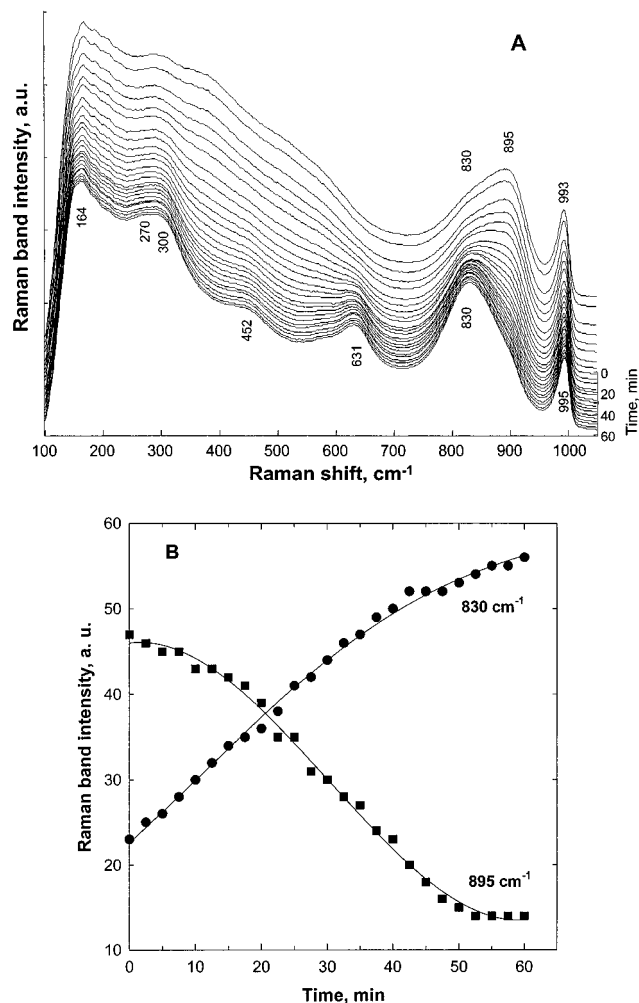 A
Raman band intensity, a.u.
830
895
993
164
270
300
452
631
830
995
0
20
40
60
Time, min
100 200 300 400 500 600 700 800 900 1000
Raman shift, cm-1
B
60
50
40
30
20
10
Raman band intensity, a. u.
830 cm-1
895 cm-1
0 10 20 30 40 50 60
Time, min